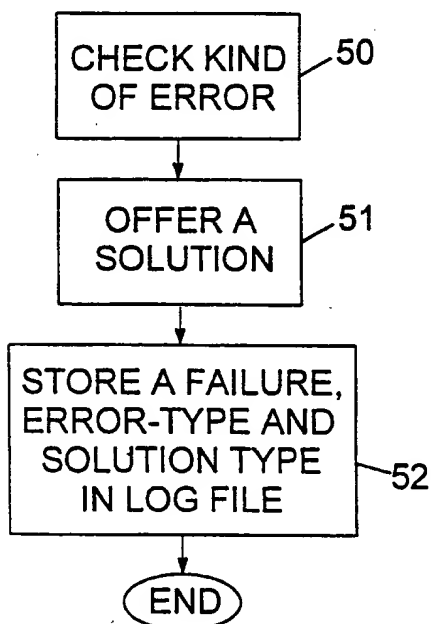 CHECK KIND
OF ERROR
50
OFFER A
SOLUTION
51
STORE A FAILURE,
ERROR-TYPE AND
SOLUTION TYPE
IN LOG FILE
52
END